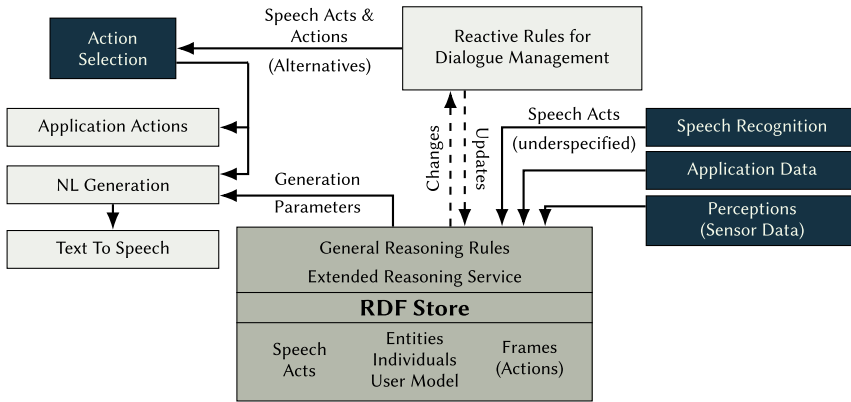 Action
Selection
Speech Acts &
Actions
(Alternatives)
Reactive Rules for
Dialogue Management
Application Actions
NL Generation
Text To Speech
Generation
Parameters
Changes
Updates
Speech Acts
(underspecified)
Speech Recognition
Application Data
Perceptions
(Sensor Data)
General Reasoning Rules
Extended Reasoning Service
RDF Store
Speech
Acts
Entities
Individuals
User Model
Frames
(Actions)